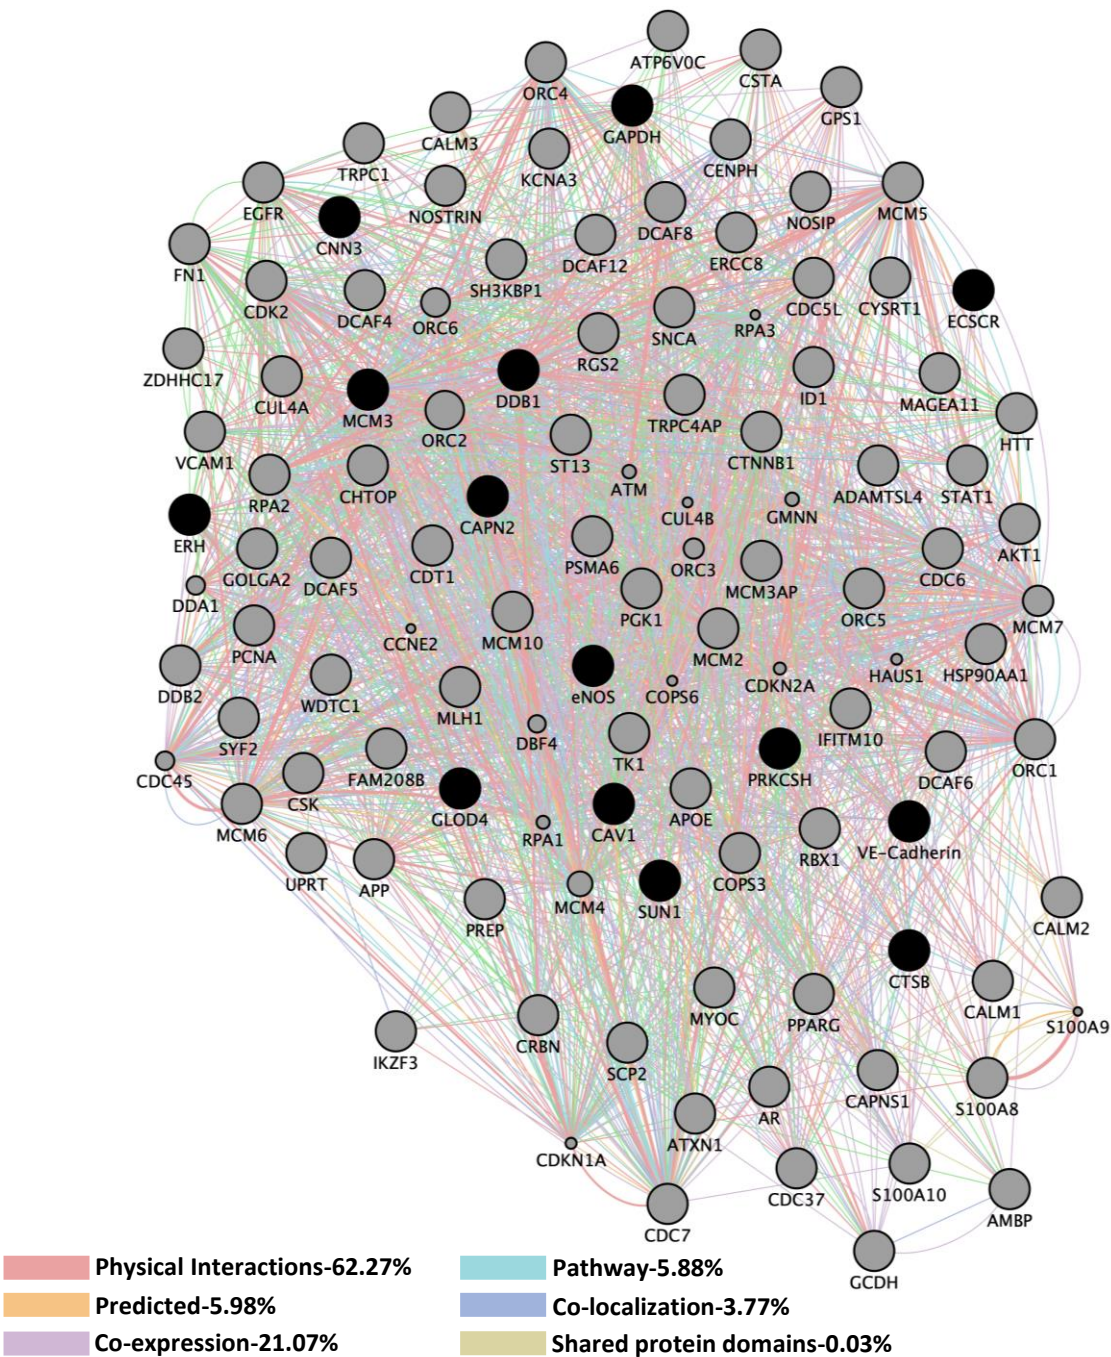 ATP6V0C
CSTA
ORC4
GPS1
GAPDH
CALM3
CENPH
TRPC1
KCNA3
EGFR
NOSTRIN
NOSIP
MCM5
CNN3
DCAF8
DCAF12
ERCC8
FN1
SH3KBP1
CDK2
DCAF4
ORC6
SNCA
RPA3
CDC5L
CYSRT1
ECSCR
RGS2
ZDHHC17
CUL4A
MCM3
DDB1
ID1
MAGEA11
ORC2
TRPC4AP
HTT
VCAM1
ST13
CTNNB1
RPA2
CHTOP
ATM
ADAMTSL4
STAT1
CAPN2
CUL4B
GMNN
ERH
AKT1
GOLGA2
DCAF5
CDT1
PSMA6
ORC3
MCM3AP
CDC6
DDA1
PGK1
ORC5
MCM7
PCNA
CCNE2
MCM10
MCM2
HAUS1
HSP90AA1
DDB2
WDTC1
MLH1
eNOS
COPS6
CDKN2A
SYF2
DBF4
IFITM10
CDC45
FAM208B
TK1
PRKCSH
DCAF6
ORC1
CSK
MCM6
GLOD4
RPA1
CAV1
APOE
RBX1
VE-Cadherin
UPRT
APP
COPS3
PREP
MCM4
SUN1
CALM2
CTSB
MYOC
PPARG
CALM1
S100A9
IKZF3
CRBN
SCP2
CAPNS1
S100A8
AR
ATXN1
CDKN1A
CDC37
S100A10
AMBP
CDC7
GCDH
Physical Interactions-62.27%
Pathway-5.88%
Predicted-5.98%
Co-localization-3.77%
Co-expression-21.07%
Shared protein domains-0.03%